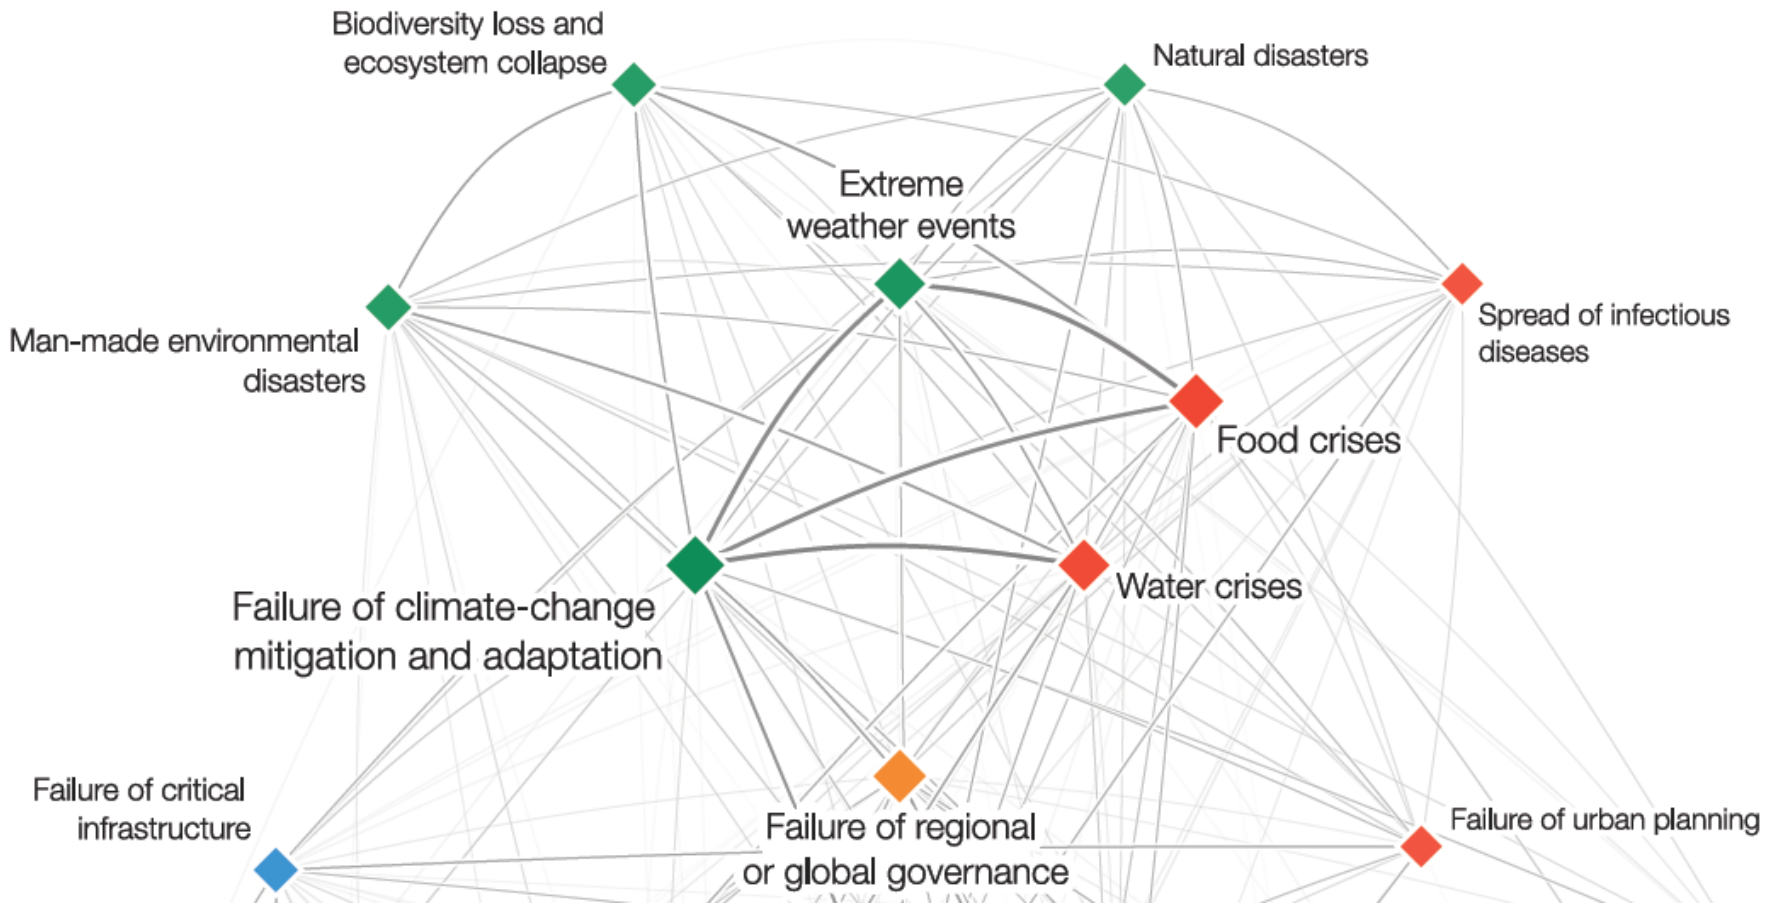 Biodiversity loss and
ecosystem collapse
Natural disasters
Extreme
weather events
Spread of infectious
diseases
Man-made environmental
disasters
Food crises
Water crises
Failure of climate-change
mitigation and adaptation
Failure of critical
infrastructure
Failure of regional
or global governance
Failure of urban planning